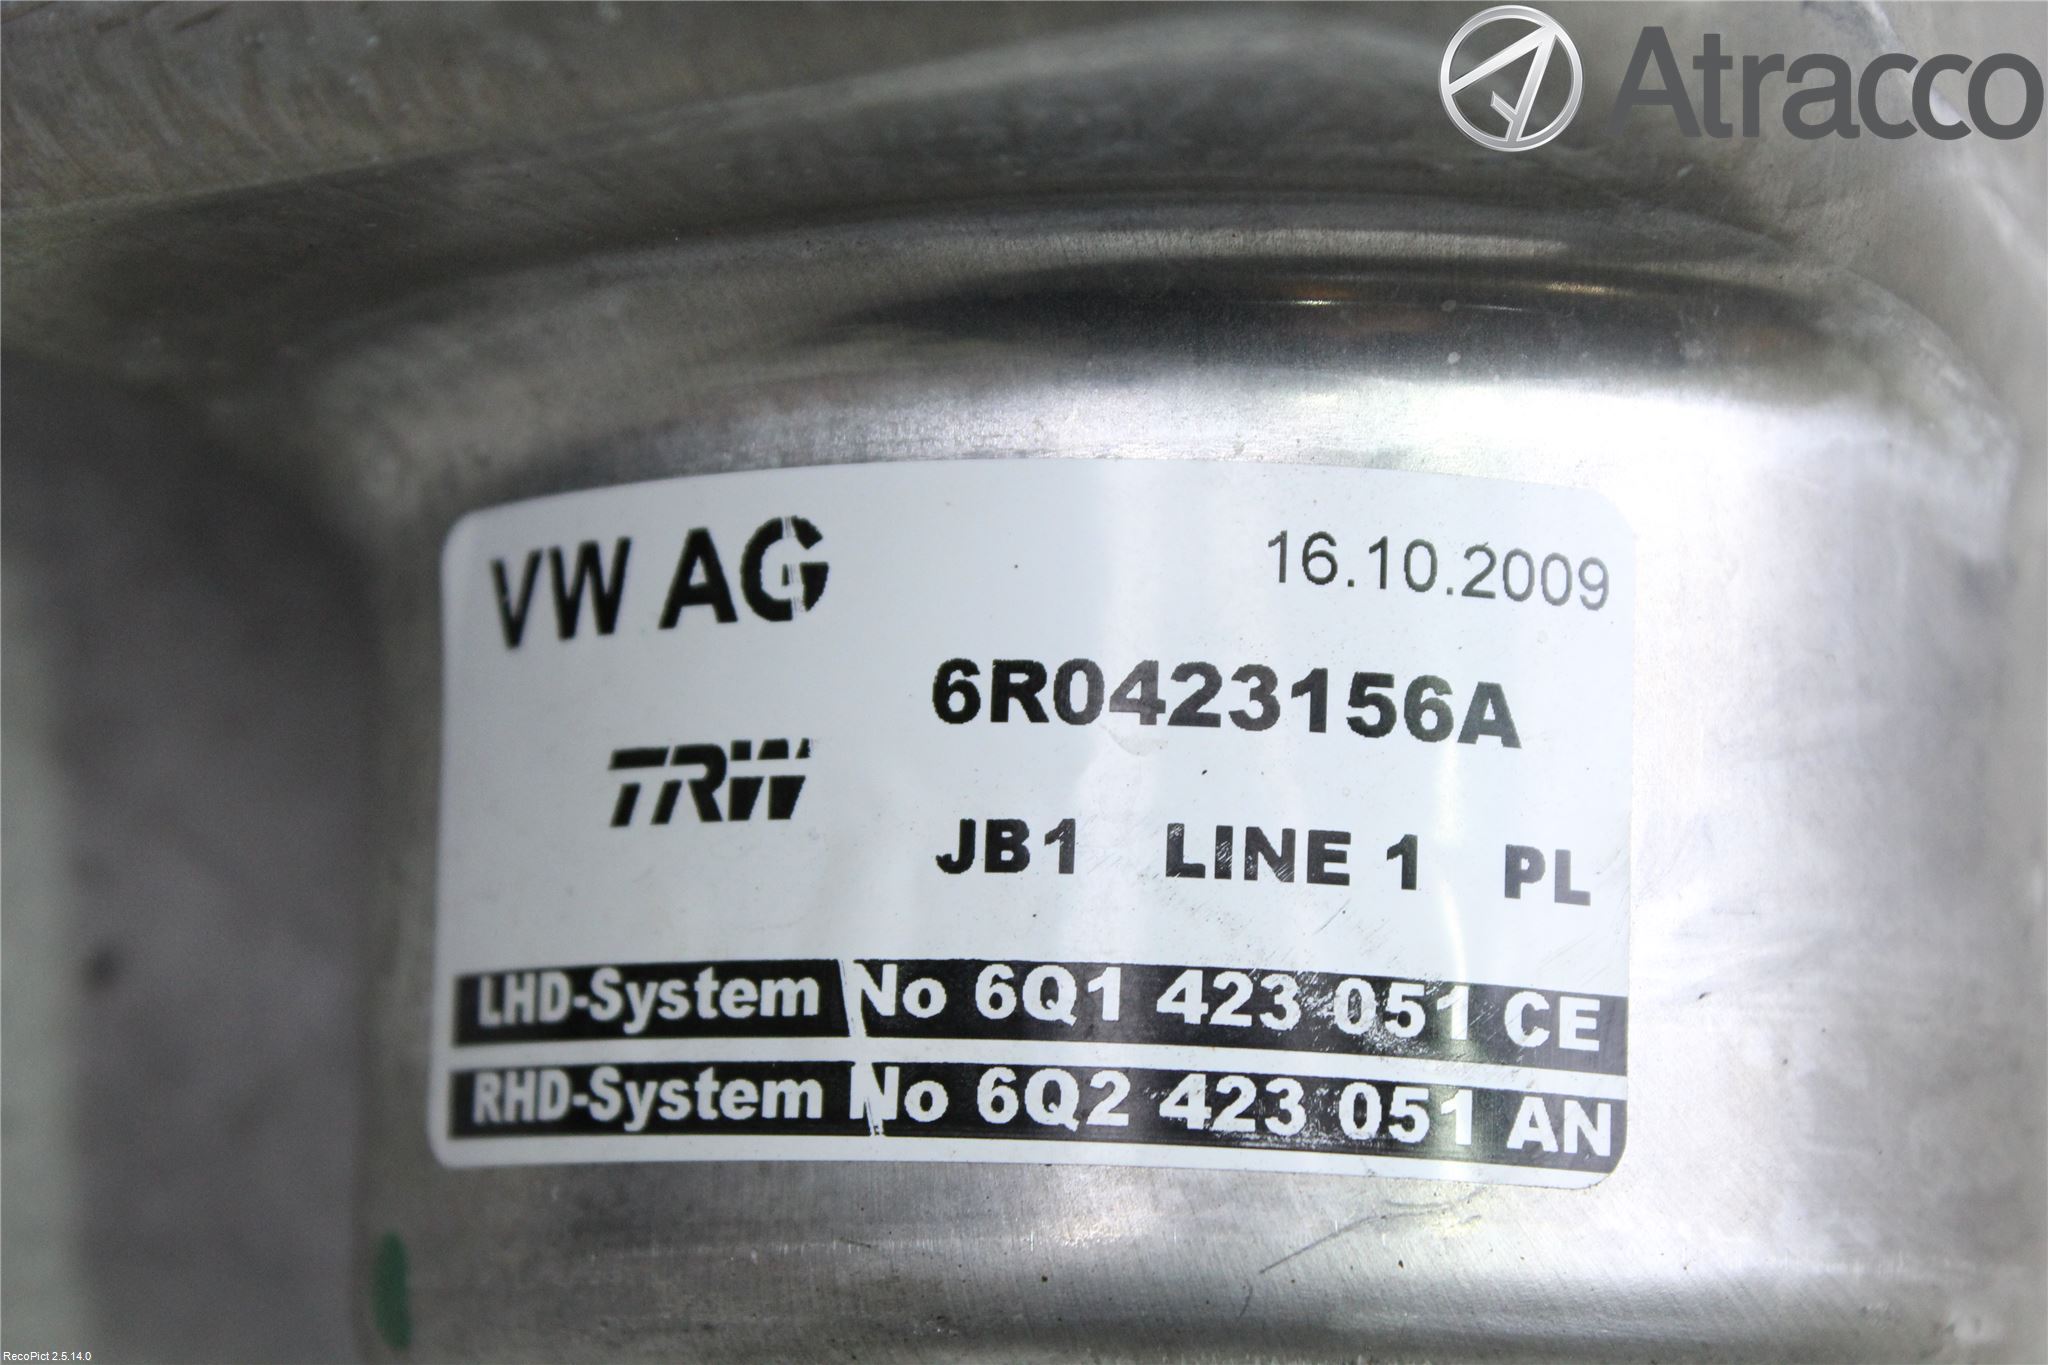 Atracco
VW AG 16.10.2009
6R0423156A
TRW
JB1 LINE 1 PL
LHD-System No 6Q1 423 051 CE
RHD-System No 6Q2 423 051 AN
RecoPict 2.5.14.0